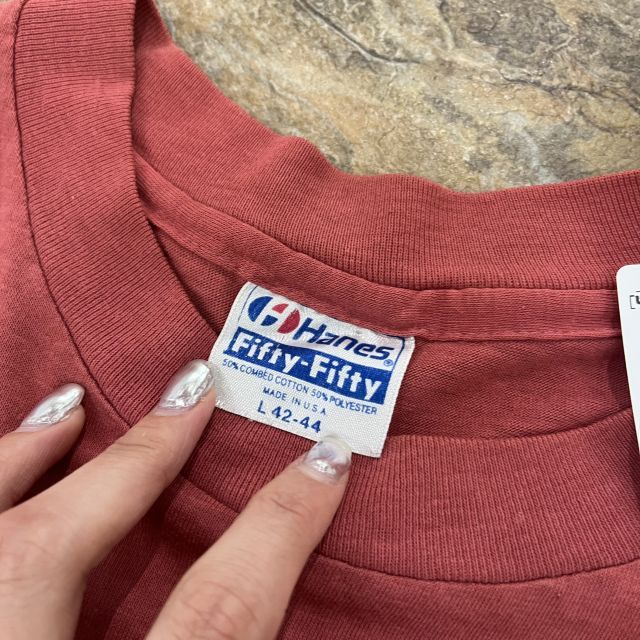 Hanes®
Fifty-Fifty
50% COMBED COTTON 50% POLYESTER
MADE IN U.S.A
L 42-44